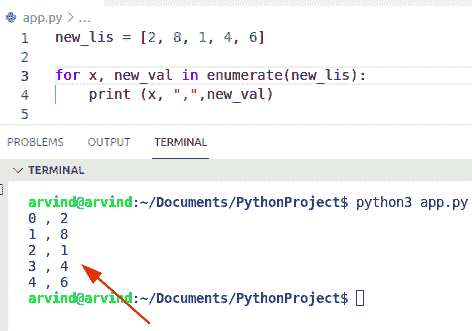 app.py > ...
1 new_lis = [2, 8, 1, 4, 6]
2
3 for x, new_val in enumerate(new_lis):
4     print (x, ",",new_val)
5
PROBLEMS OUTPUT TERMINAL
TERMINAL
arvind@arvind:~/Documents/PythonProject$ python3 app.py
0 , 2
1 , 8
2 , 1
3 , 4
4 , 6
arvind@arvind:~/Documents/PythonProject$